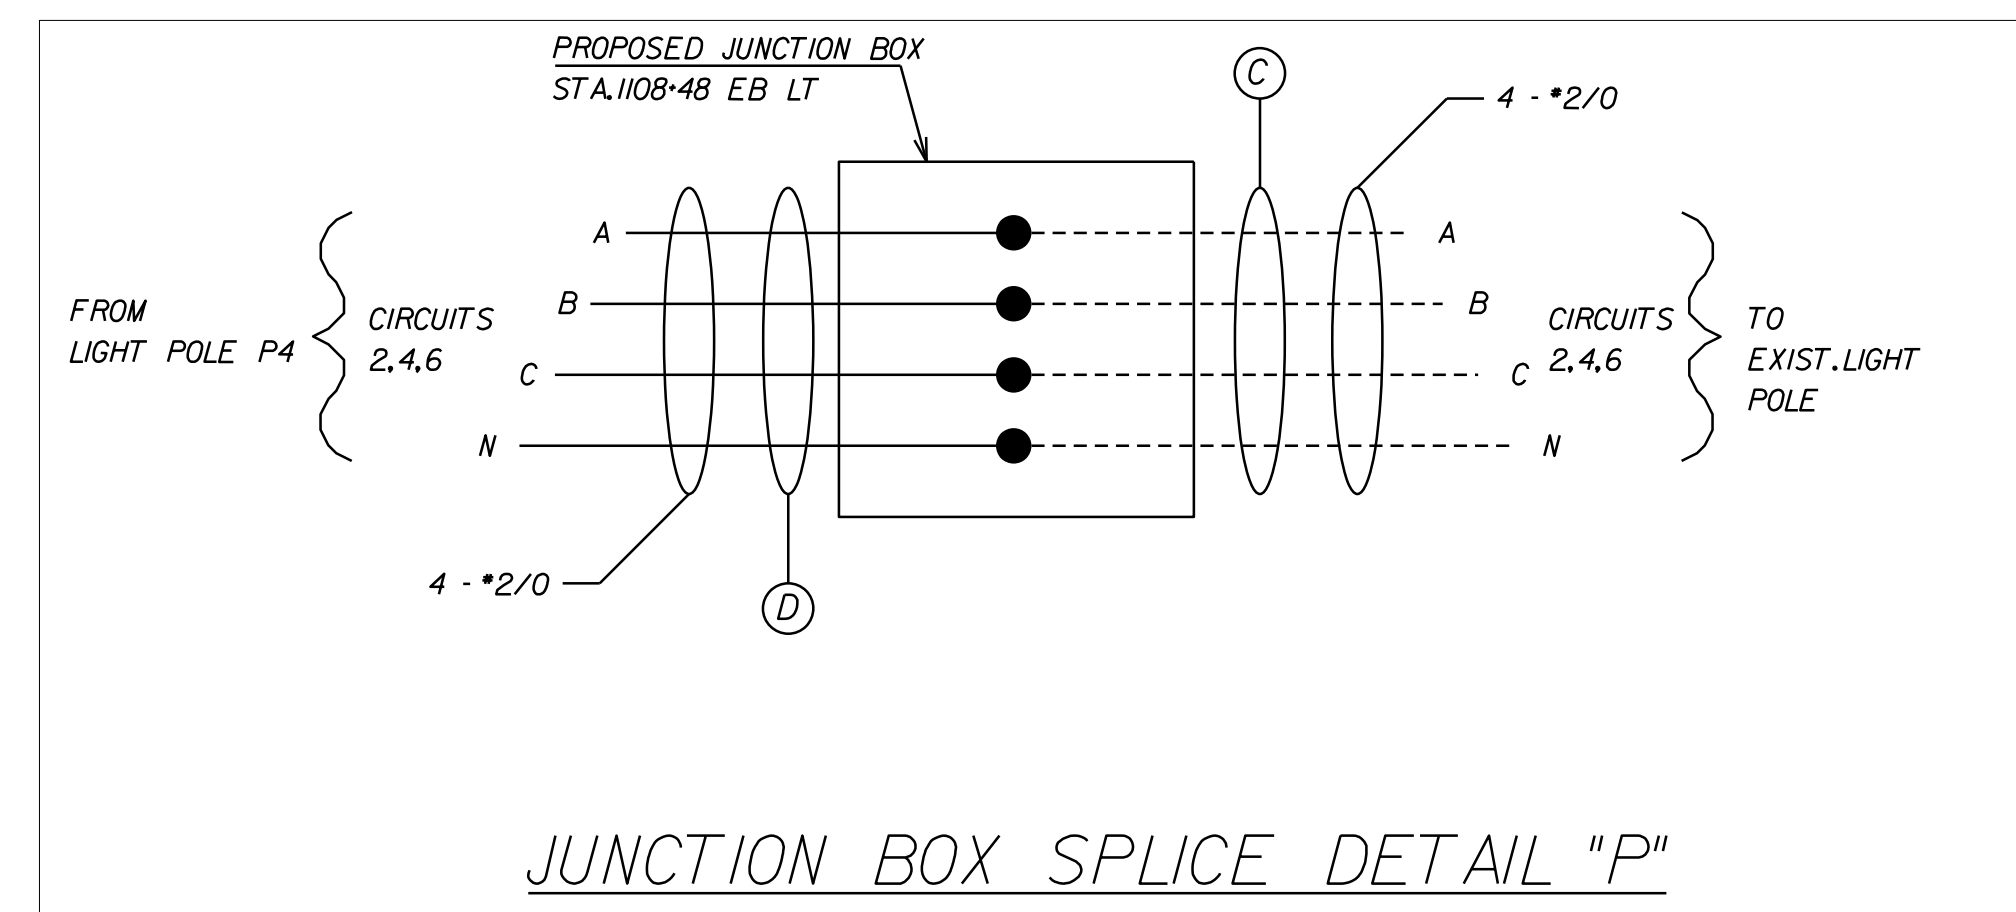 PROPOSED JUNCTION BOX
STA.1108+48 EB LT
C
4 - #2/0
A
A
B
B
FROM
LIGHT POLE P4
CIRCUITS
2,4,6
CIRCUITS
2,4,6
TO
EXIST.LIGHT
POLE
C
C
N
N
4 - #2/0
D
JUNCTION BOX SPLICE DETAIL "P"